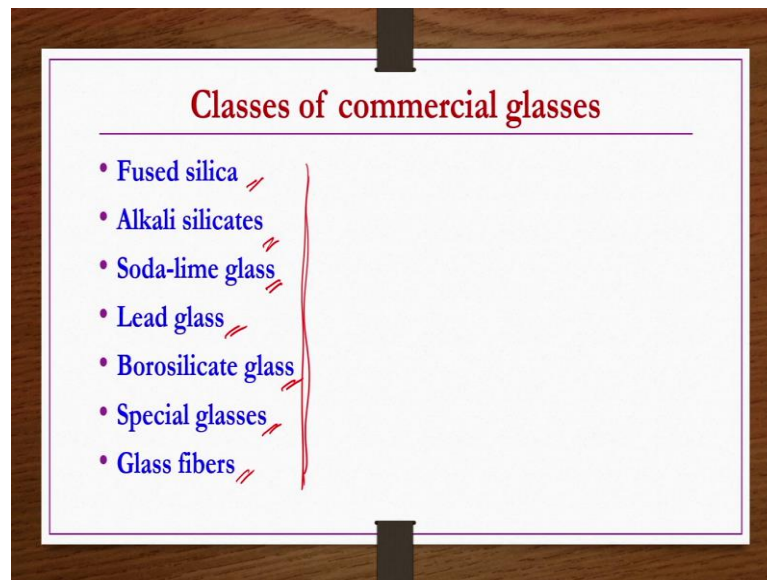 Classes of commercial glasses
• Fused silica
• Alkali silicates
• Soda-lime glass
• Lead glass
• Borosilicate glass
• Special glasses
• Glass fibers